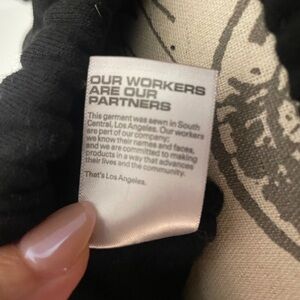 OUR WORKERS
ARE OUR
PARTNERS
This garment was sewn in South
Central, Los Angeles. Our workers
are part of our company:
we know their names and faces,
and we are committed to making
products in a way that advances
their lives and the community.
That's Los Angeles.